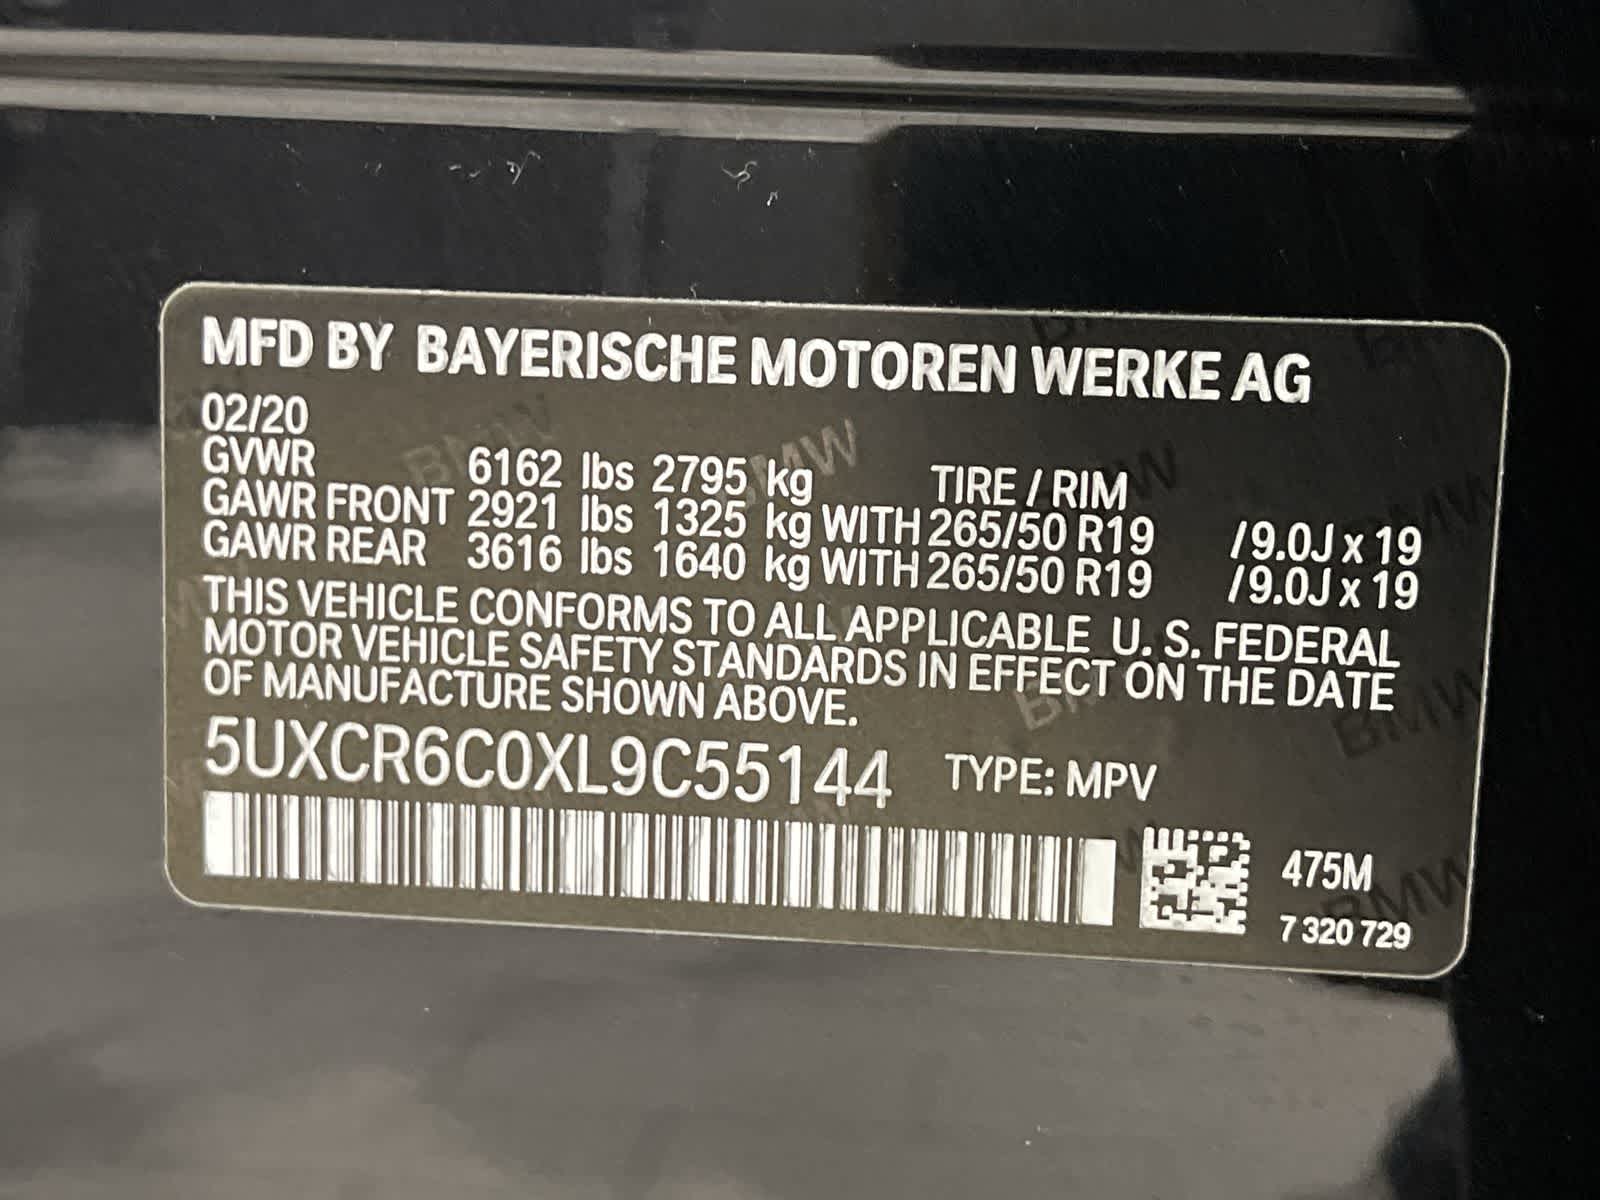 MFD BY BAYERISCHE MOTOREN WERKE AG
02/20
GVWR 6162 lbs 2795 kg TIRE / RIM
GAWR FRONT 2921 lbs 1325 kg WITH 265/50 R19 /9.0J x 19
GAWR REAR 3616 lbs 1640 kg WITH 265/50 R19 /9.0J x 19
THIS VEHICLE CONFORMS TO ALL APPLICABLE U. S. FEDERAL
MOTOR VEHICLE SAFETY STANDARDS IN EFFECT ON THE DATE
OF MANUFACTURE SHOWN ABOVE.
5UXCR6C0XL9C55144 TYPE: MPV
475M
7 320 729